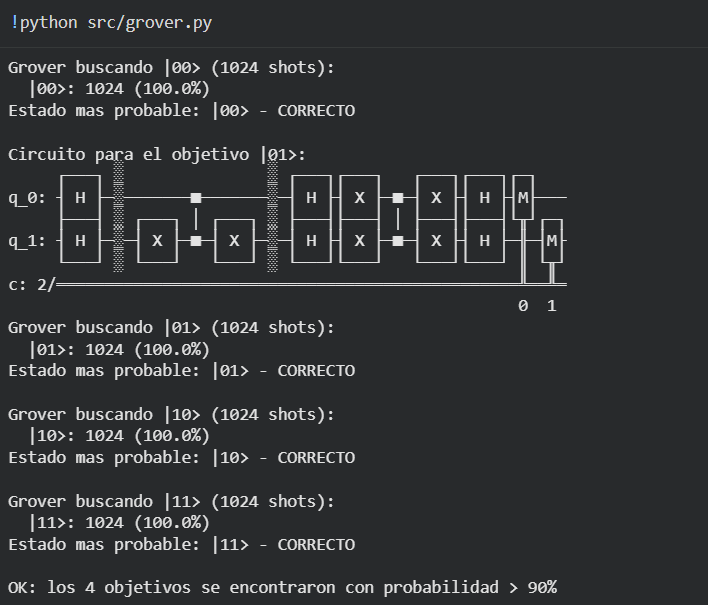 !python src/grover.py
Grover buscando |00> (1024 shots):
|00>: 1024 (100.0%)
Estado mas probable: |00> - CORRECTO
Circuito para el objetivo |01>:
q_0: H H X X H M
q_1: H X X H X X H M
c: 2/
0 1
Grover buscando |01> (1024 shots):
|01>: 1024 (100.0%)
Estado mas probable: |01> - CORRECTO
Grover buscando |10> (1024 shots):
|10>: 1024 (100.0%)
Estado mas probable: |10> - CORRECTO
Grover buscando |11> (1024 shots):
|11>: 1024 (100.0%)
Estado mas probable: |11> - CORRECTO
OK: los 4 objetivos se encontraron con probabilidad > 90%